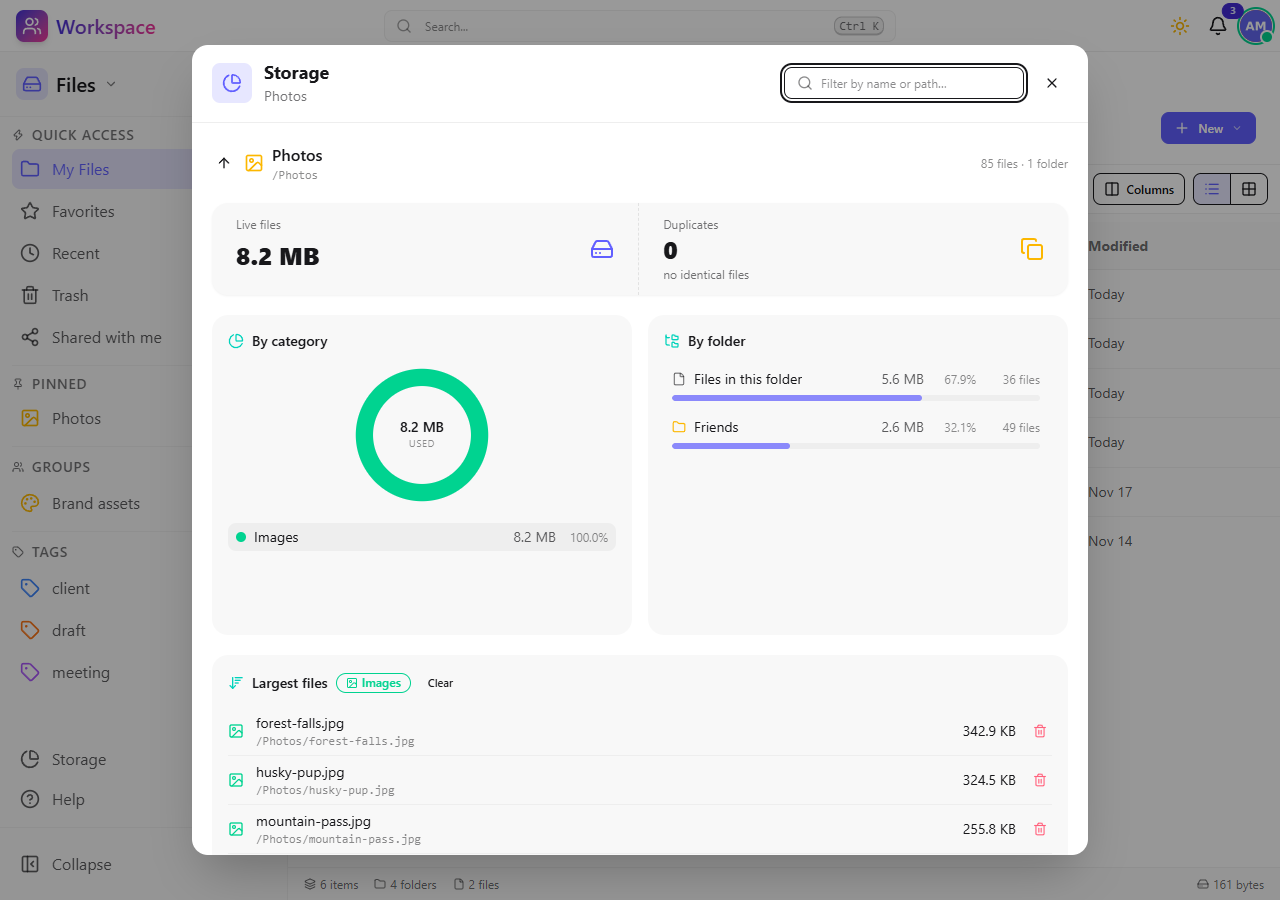 Workspace
Search...
Ctrl K
3
AM
Files
QUICK ACCESS
My Files
Favorites
Recent
Trash
Shared with me
PINNED
Photos
GROUPS
Brand assets
TAGS
client
draft
meeting
Storage
Help
Collapse
Storage
Photos
Filter by name or path...
Photos
/Photos
85 files · 1 folder
Live files
8.2 MB
Duplicates
0
no identical files
By category
8.2 MB
USED
Images 8.2 MB 100.0%
By folder
Files in this folder 5.6 MB 67.9% 36 files
Friends 2.6 MB 32.1% 49 files
Largest files Images Clear
forest-falls.jpg
/Photos/forest-falls.jpg
342.9 KB
husky-pup.jpg
/Photos/husky-pup.jpg
324.5 KB
mountain-pass.jpg
/Photos/mountain-pass.jpg
255.8 KB
New
Columns
Modified
Today
Today
Today
Today
Nov 17
Nov 14
6 items 4 folders 2 files
161 bytes